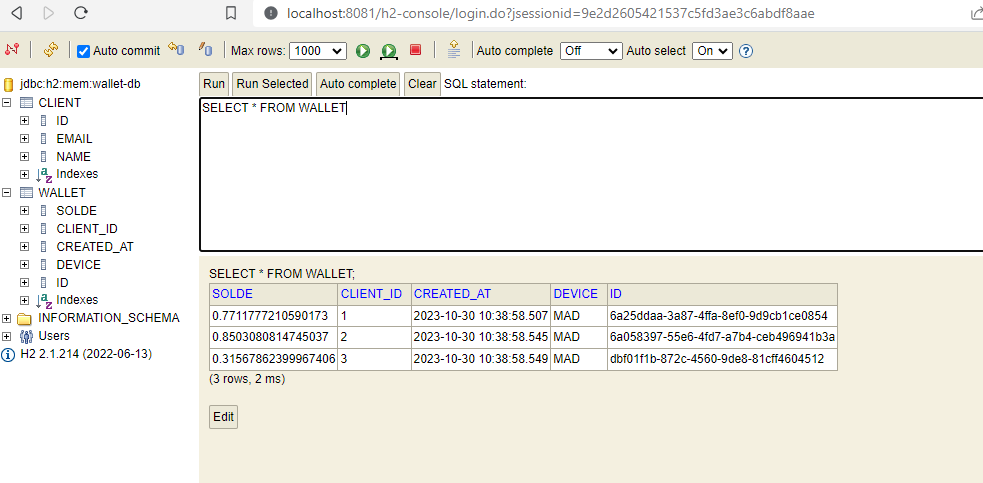 localhost:8081/h2-console/login.do?jsessionid=9e2d2605421537c5fd3ae3c6abdf8aae
Auto commit Max rows: 1000 Auto complete Off Auto select On
jdbc:h2:mem:wallet-db
CLIENT
ID
EMAIL
NAME
Indexes
WALLET
SOLDE
CLIENT_ID
CREATED_AT
DEVICE
ID
Indexes
INFORMATION_SCHEMA
Users
H2 2.1.214 (2022-06-13)
Run Run Selected Auto complete Clear SQL statement:
SELECT * FROM WALLET
SELECT * FROM WALLET;
SOLDE CLIENT_ID CREATED_AT DEVICE ID
0.7711777210590173 1 2023-10-30 10:38:58.507 MAD 6a25ddaa-3a87-4ffa-8ef0-9d9cb1ce0854
0.8503080814745037 2 2023-10-30 10:38:58.545 MAD 6a058397-55e6-4fd7-a7b4-ceb496941b3a
0.31567862399967406 3 2023-10-30 10:38:58.549 MAD dbf01f1b-872c-4560-9de8-81cff4604512
(3 rows, 2 ms)
Edit